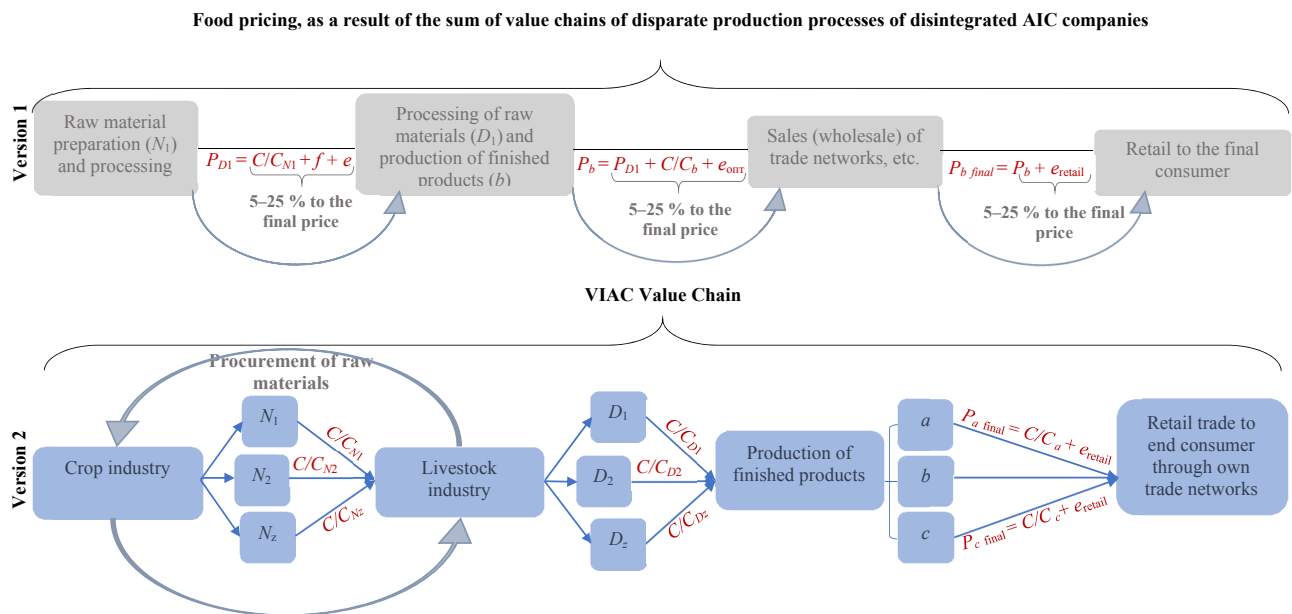 Food pricing, as a result of the sum of value chains of disparate production processes of disintegrated AIC companies
Version 1
Raw material
preparation (N1)
and processing
PD1 = C/CN1 + f + e
5–25 % to the
final price
Processing of raw
materials (D1) and
production of finished
products (b)
Pb = PD1 + C/Cb + eопт
5–25 % to the
final price
Sales (wholesale) of
trade networks, etc.
Pb final = Pb + eretail
5–25 % to the final
price
Retail to the final
consumer
VIAC Value Chain
Version 2
Procurement of raw
materials
Crop industry
N1
N2
Nz
C/CN1
C/CN2
C/CNz
Livestock
industry
D1
D2
Dz
C/CD1
C/CD2
C/CDz
Production of
finished products
a
b
c
Pa final = C/Ca + eretail
Pc final = C/Cc + eretail
Retail trade to
end consumer
through own
trade networks